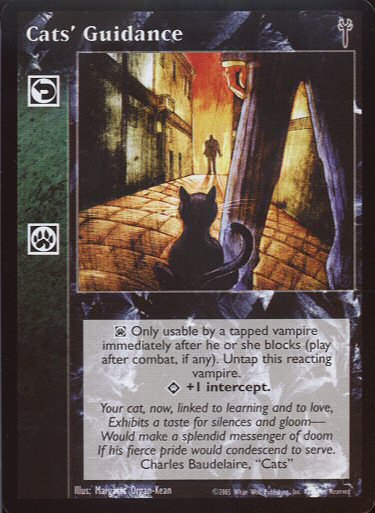 Cats' Guidance
Only usable by a tapped vampire
immediately after he or she blocks (play
after combat, if any). Untap this reacting
vampire.
+1 intercept.
Your cat, now, linked to learning and to love,
Exhibits a taste for silences and gloom—
Would make a splendid messenger of doom
If his fierce pride would condescend to serve.
Charles Baudelaire, "Cats"
Illus: Margaret Organ-Kean
©2005 White Wolf Publishing, Inc. All Rights Reserved